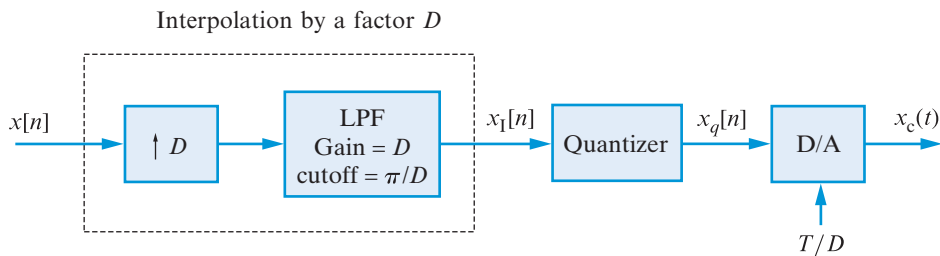 Interpolation by a factor D
x[n]
↑ D
LPF
Gain = D
cutoff = π/D
x_I[n]
Quantizer
x_q[n]
D/A
x_c(t)
T/D